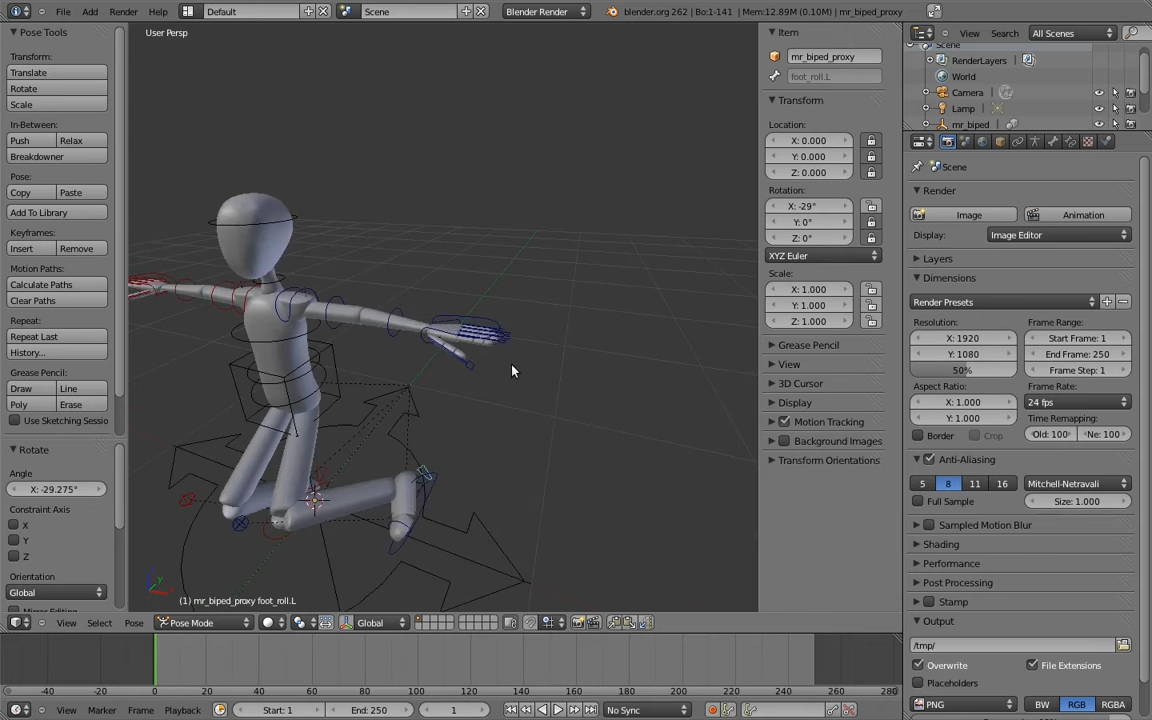 File Add Render Help Default Scene Blender Render blender.org 262 | Bo:1-141 | Mem:12.89M (0.10M) | mr_biped_proxy
Pose Tools
Transform:
Translate
Rotate
Scale
In-Between:
Push Relax
Breakdowner
Pose:
Copy Paste
Add To Library
Keyframes:
Insert Remove
Motion Paths:
Calculate Paths
Clear Paths
Repeat:
Repeat Last
History...
Grease Pencil:
Draw Line
Poly Erase
Use Sketching Sessio
Rotate
Angle
X: -29.275°
Constraint Axis
X
Y
Z
Orientation
Global
User Persp
(1) mr_biped_proxy foot_roll.L
View Select Pose Pose Mode Global
Item
mr_biped_proxy
foot_roll.L
Transform
Location:
X: 0.000
Y: 0.000
Z: 0.000
Rotation:
X: -29°
Y: 0°
Z: 0°
XYZ Euler
Scale:
X: 1.000
Y: 1.000
Z: 1.000
Grease Pencil
View
3D Cursor
Display
Motion Tracking
Background Images
Transform Orientations
View Search All Scenes
Scene
RenderLayers
World
Camera
Lamp
mr_biped
Scene
Render
Image Animation
Display: Image Editor
Layers
Dimensions
Render Presets
Resolution: Frame Range:
X: 1920 Start Frame: 1
Y: 1080 End Frame: 250
50% Frame Step: 1
Aspect Ratio: Frame Rate:
X: 1.000 24 fps
Y: 1.000 Time Remapping:
Border Crop Old: 100 Ne: 100
Anti-Aliasing
5 8 11 16 Mitchell-Netravali
Full Sample Size: 1.000
Sampled Motion Blur
Shading
Performance
Post Processing
Stamp
Output
/tmp/
Overwrite File Extensions
Placeholders
PNG BW RGB RGBA
-40 -20 0 20 40 60 80 100 120 140 160 180 200 220 240 260 280
View Marker Frame Playback Start: 1 End: 250 1 No Sync